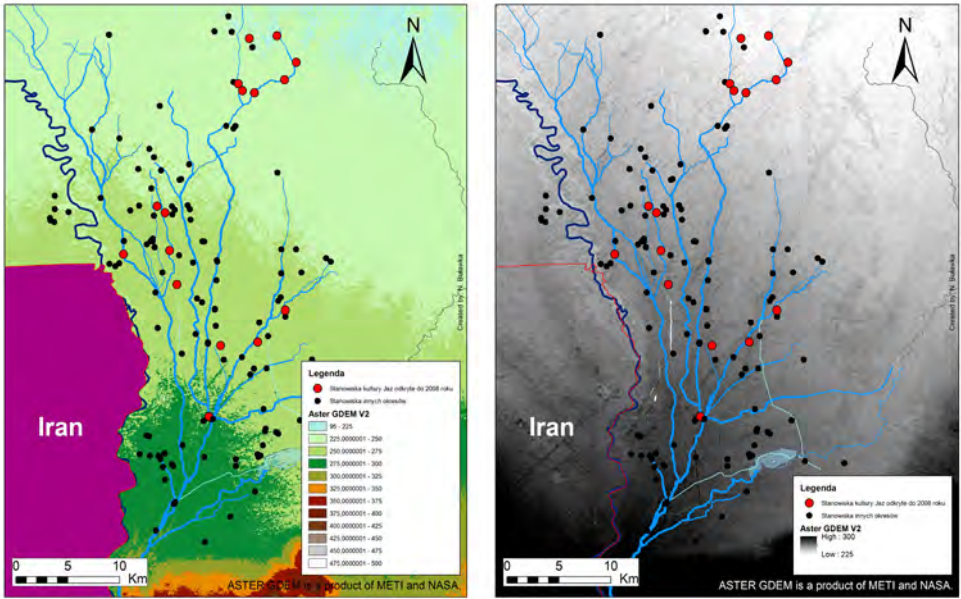 N
Created by: N. Buławka
Iran
Legenda
Stanowiska kultury Jaz odkryte do 2008 roku
Stanowiska innych okresów
Aster GDEM V2
95 - 225
225,0000001 - 250
250,0000001 - 275
275,0000001 - 300
300,0000001 - 325
325,0000001 - 350
350,0000001 - 375
375,0000001 - 400
400,0000001 - 425
425,0000001 - 450
450,0000001 - 475
475,0000001 - 500
0 5 10
Km
ASTER GDEM is a product of METI and NASA.
N
Created by: N. Buławka
Iran
Legenda
Stanowiska kultury Jaz odkryte do 2008 roku
Stanowiska innych okresów
Aster GDEM V2
High : 300
Low : 225
0 5 10
Km
ASTER GDEM is a product of METI and NASA.